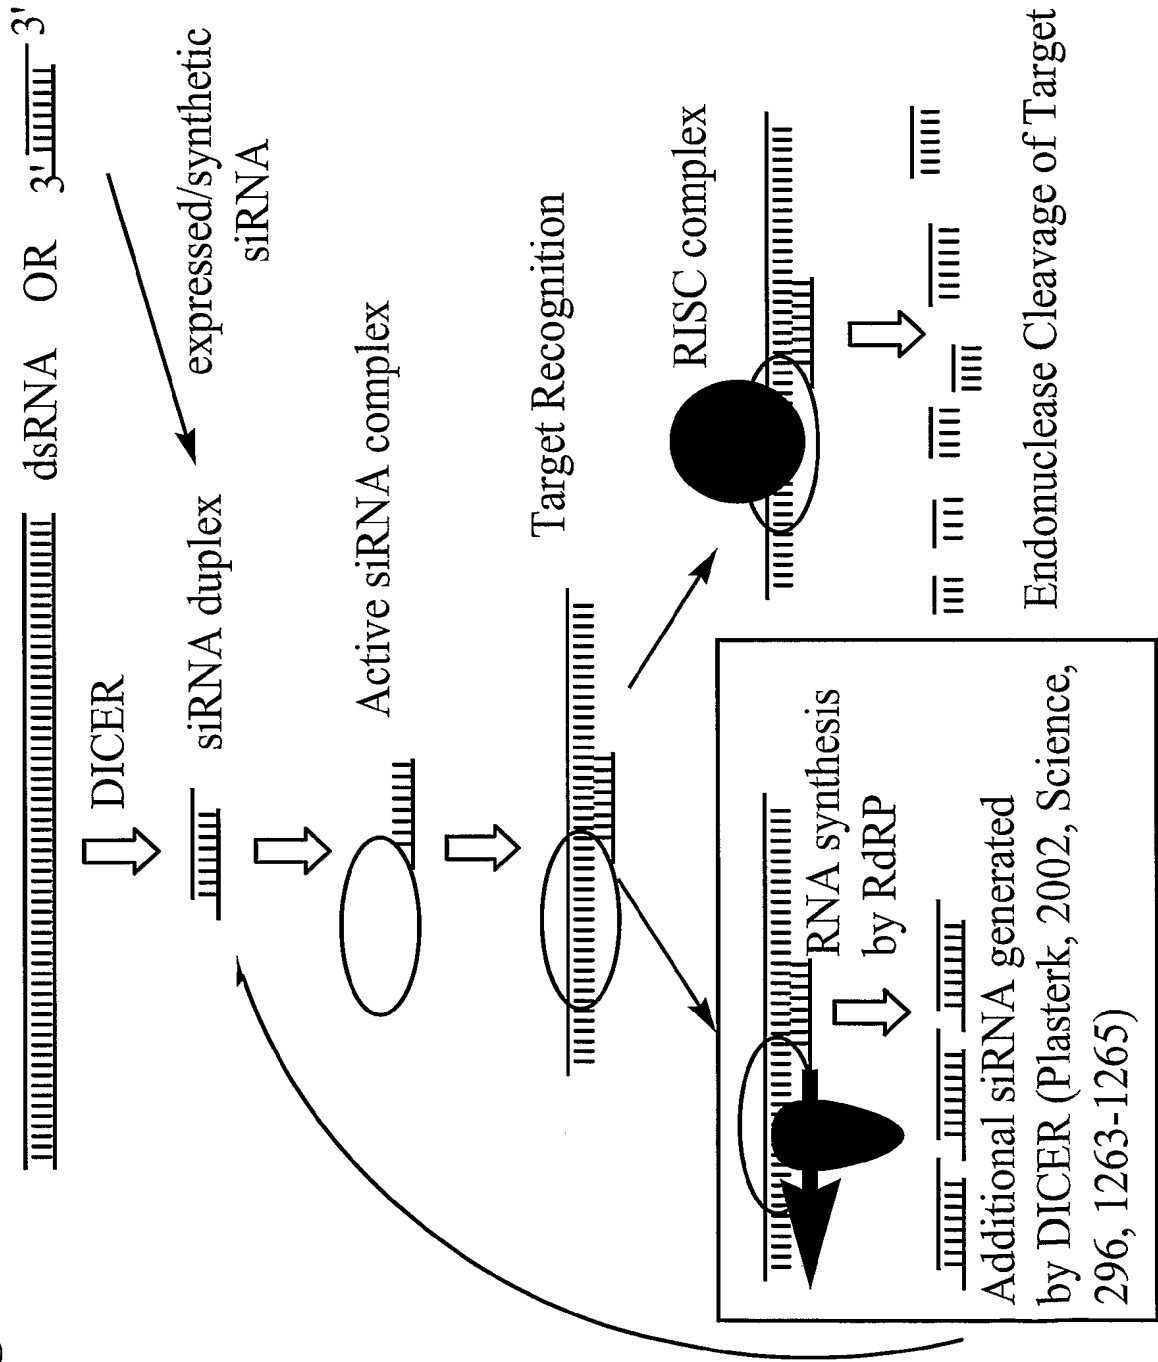 dsRNA OR 3' 3'
DICER
siRNA duplex
expressed/synthetic
siRNA
Active siRNA complex
Target Recognition
RISC complex
RNA synthesis
by RdRP
Additional siRNA generated
by DICER (Plasterk, 2002, Science,
296, 1263-1265)
Endonuclease Cleavage of Target